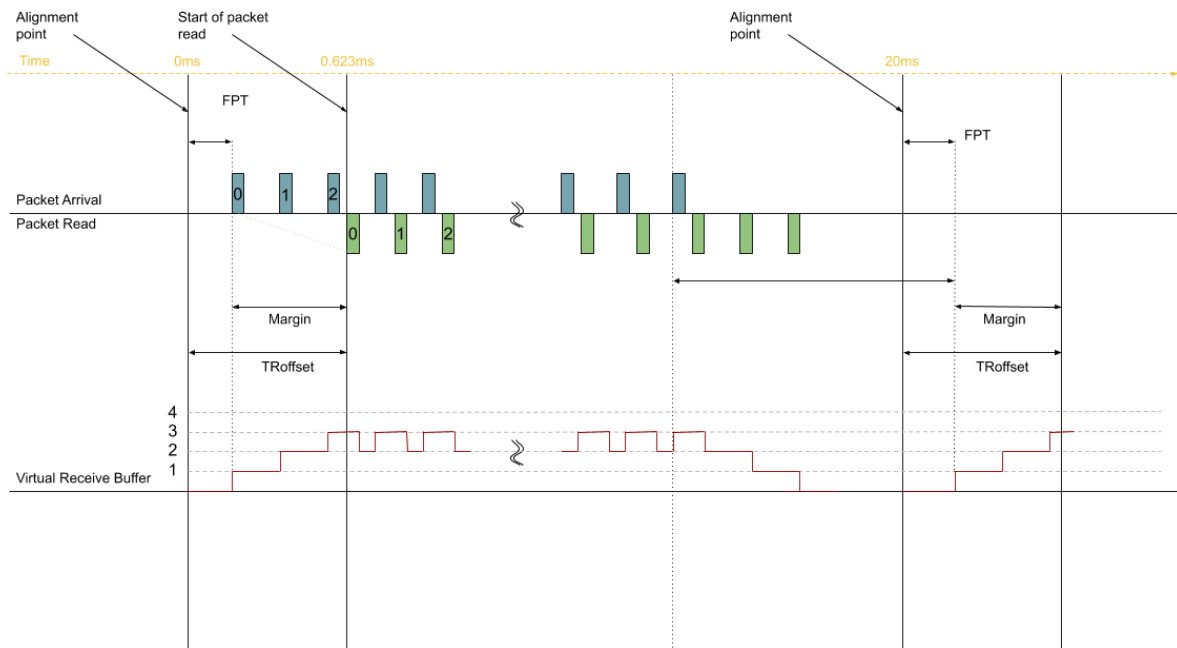 Alignment
point
Start of packet
read
Alignment
point
Time
0ms
0.623ms
20ms
FPT
FPT
Packet Arrival
0
1
2
Packet Read
0
1
2
Margin
Margin
TRoffset
TRoffset
4
3
2
1
Virtual Receive Buffer